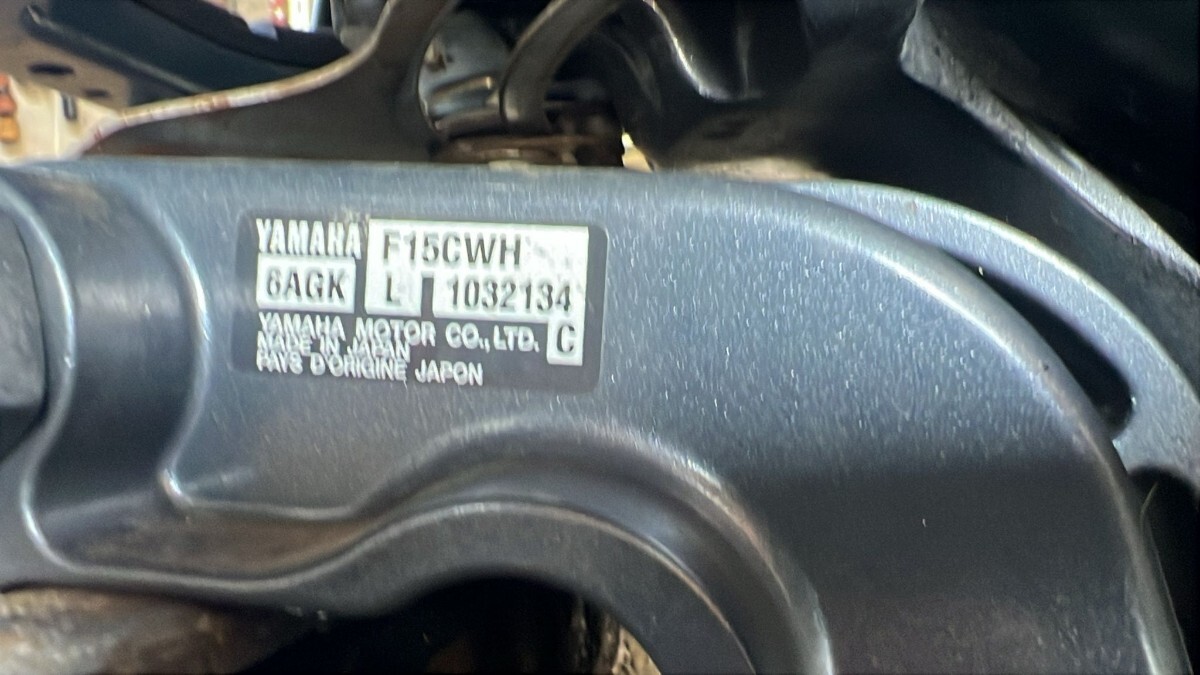 YAMAHA F15CWH
6AGK L 1032134
YAMAHA MOTOR CO., LTD. C
MADE IN JAPAN
PAYS D'ORIGINE JAPON